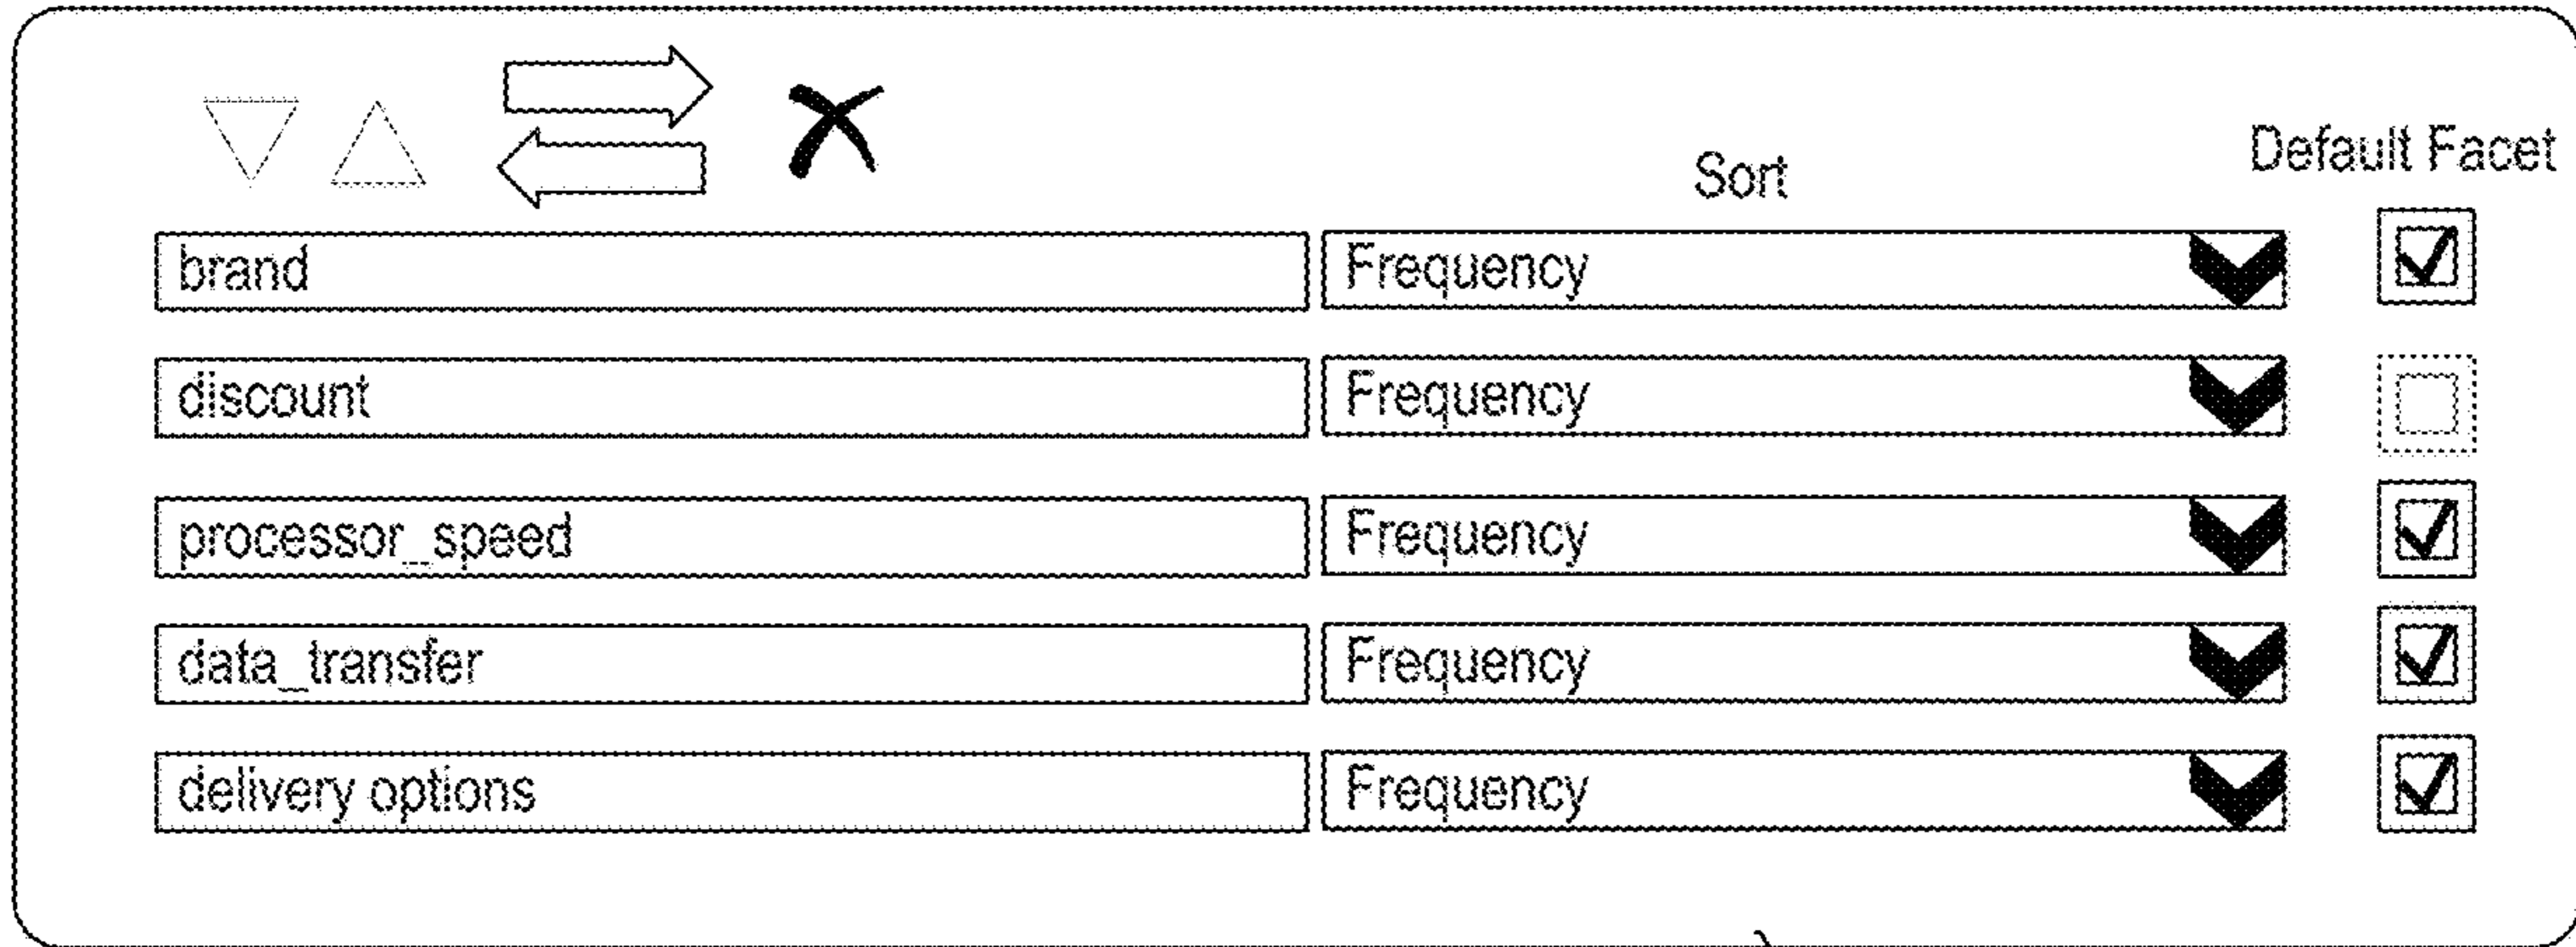 Sort Default Facet
brand Frequency
discount Frequency
processor_speed Frequency
data_transfer Frequency
delivery options Frequency